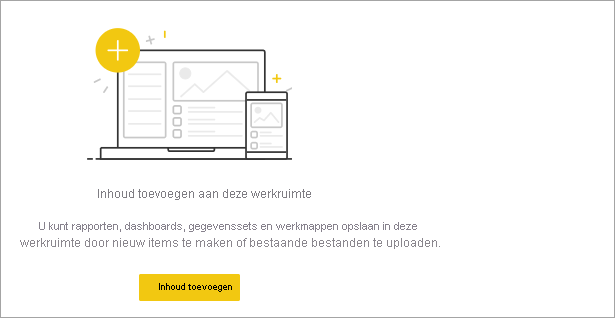 Inhoud toevoegen aan deze werkruimte
U kunt rapporten, dashboards, gegevenssets en werkmappen opslaan in deze
werkruimte door nieuw items te maken of bestaande bestanden te uploaden.
Inhoud toevoegen